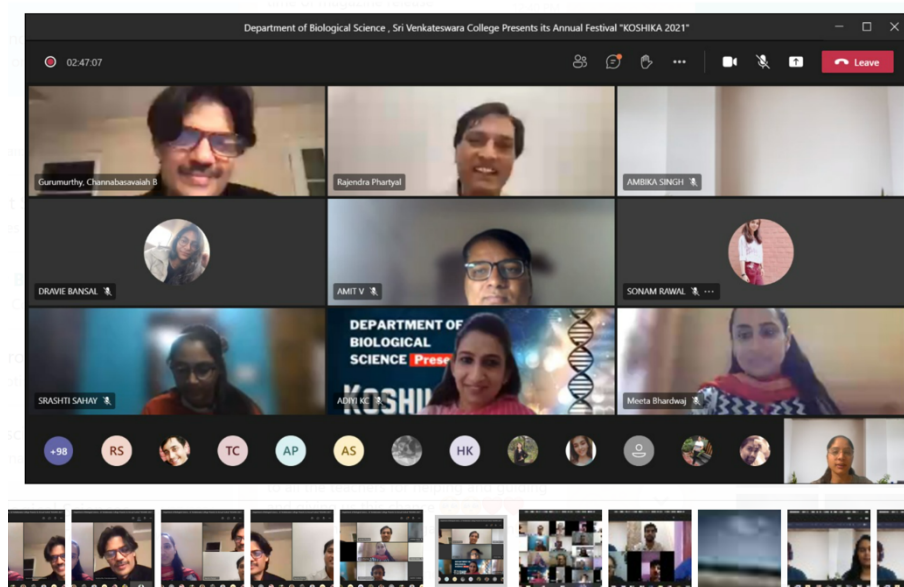 Department of Biological Science , Sri Venkateswara College Presents its Annual Festival "KOSHIKA 2021"
02:47:07
Leave
Gurumurthy, Channabasavaiah B
Rajendra Phartyal
AMBIKA SINGH
DRAVIE BANSAL
AMIT V
SONAM RAWAL
DEPARTMENT OF
BIOLOGICAL
SCIENCE Prese
KOSHI
SRASHTI SAHAY
Meeta Bhardwaj
+98
RS
TC
AP
AS
HK